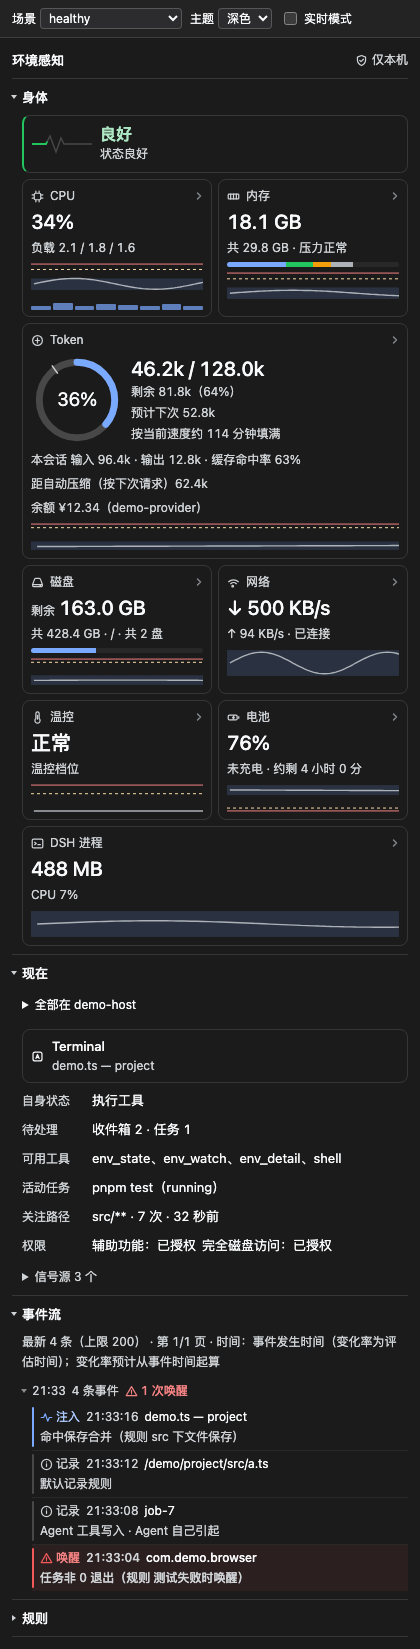 场景 healthy 主题 深色 实时模式
环境感知 仅本机
身体
良好
状态良好
CPU
34%
负载 2.1 / 1.8 / 1.6
内存
18.1 GB
共 29.8 GB · 压力正常
Token
36%
46.2k / 128.0k
剩余 81.8k（64%）
预计下次 52.8k
按当前速度约 114 分钟填满
本会话 输入 96.4k · 输出 12.8k · 缓存命中率 63%
距自动压缩（按下次请求）62.4k
余额 ¥12.34（demo-provider）
磁盘
剩余 163.0 GB
共 428.4 GB · / · 共 2 盘
网络
↓ 500 KB/s
↑ 94 KB/s · 已连接
温控
正常
温控档位
电池
76%
未充电 · 约剩 4 小时 0 分
DSH 进程
488 MB
CPU 7%
现在
全部在 demo-host
Terminal
demo.ts — project
自身状态 执行工具
待处理 收件箱 2 · 任务 1
可用工具 env_state、env_watch、env_detail、shell
活动任务 pnpm test（running）
关注路径 src/** · 7 次 · 32 秒前
权限 辅助功能：已授权 完全磁盘访问：已授权
信号源 3 个
事件流
最新 4 条（上限 200） · 第 1/1 页 · 时间：事件发生时间（变化率为评
估时间）；变化率预计从事件时间起算
21:33 4 条事件 1 次唤醒
注入 21:33:16 demo.ts — project
命中保存合并（规则 src 下文件保存）
记录 21:33:12 /demo/project/src/a.ts
默认记录规则
记录 21:33:08 job-7
Agent 工具写入 · Agent 自己引起
唤醒 21:33:04 com.demo.browser
任务非 0 退出（规则 测试失败时唤醒）
规则